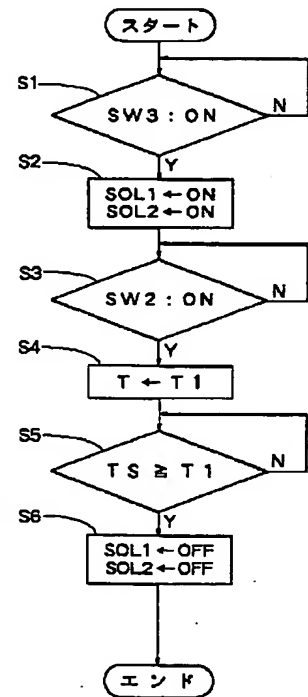 スタート
S1
SW3 : ON
N
Y
S2
SOL1 ← ON
SOL2 ← ON
S3
SW2 : ON
N
Y
S4
T ← T1
S5
TS ≧ T1
N
Y
S6
SOL1 ← OFF
SOL2 ← OFF
エンド